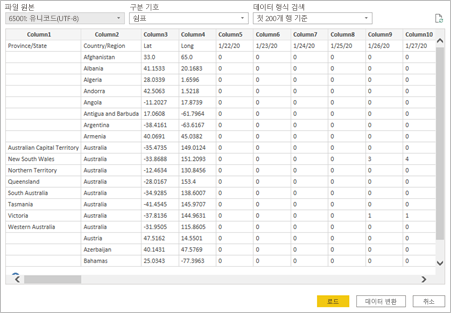 파일 원본 구분 기호 데이터 형식 검색
65001: 유니코드(UTF-8) 쉼표 첫 200개 행 기준
Column1 Column2 Column3 Column4 Column5 Column6 Column7 Column8 Column9 Column10
Province/State Country/Region Lat Long 1/22/20 1/23/20 1/24/20 1/25/20 1/26/20 1/27/20
Afghanistan 33.0 65.0 0 0 0 0 0 0
Albania 41.1533 20.1683 0 0 0 0 0 0
Algeria 28.0339 1.6596 0 0 0 0 0 0
Andorra 42.5063 1.5218 0 0 0 0 0 0
Angola -11.2027 17.8739 0 0 0 0 0 0
Antigua and Barbuda 17.0608 -61.7964 0 0 0 0 0 0
Argentina -38.4161 -63.6167 0 0 0 0 0 0
Armenia 40.0691 45.0382 0 0 0 0 0 0
Australian Capital Territory Australia -35.4735 149.0124 0 0 0 0 0 0
New South Wales Australia -33.8688 151.2093 0 0 0 0 3 4
Northern Territory Australia -12.4634 130.8456 0 0 0 0 0 0
Queensland Australia -28.0167 153.4 0 0 0 0 0 0
South Australia Australia -34.9285 138.6007 0 0 0 0 0 0
Tasmania Australia -41.4545 145.9707 0 0 0 0 0 0
Victoria Australia -37.8136 144.9631 0 0 0 0 1 1
Western Australia Australia -31.9505 115.8605 0 0 0 0 0 0
Austria 47.5162 14.5501 0 0 0 0 0 0
Azerbaijan 40.1431 47.5769 0 0 0 0 0 0
Bahamas 25.0343 -77.3963 0 0 0 0 0 0
로드 데이터 변환 취소